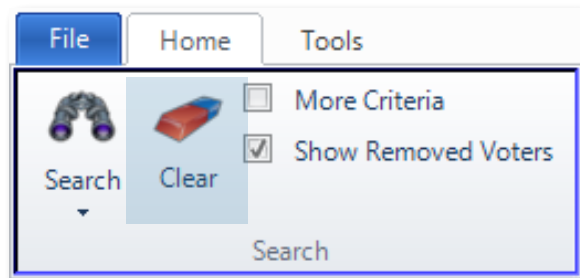 File Home Tools
More Criteria
Show Removed Voters
Search Clear
Search